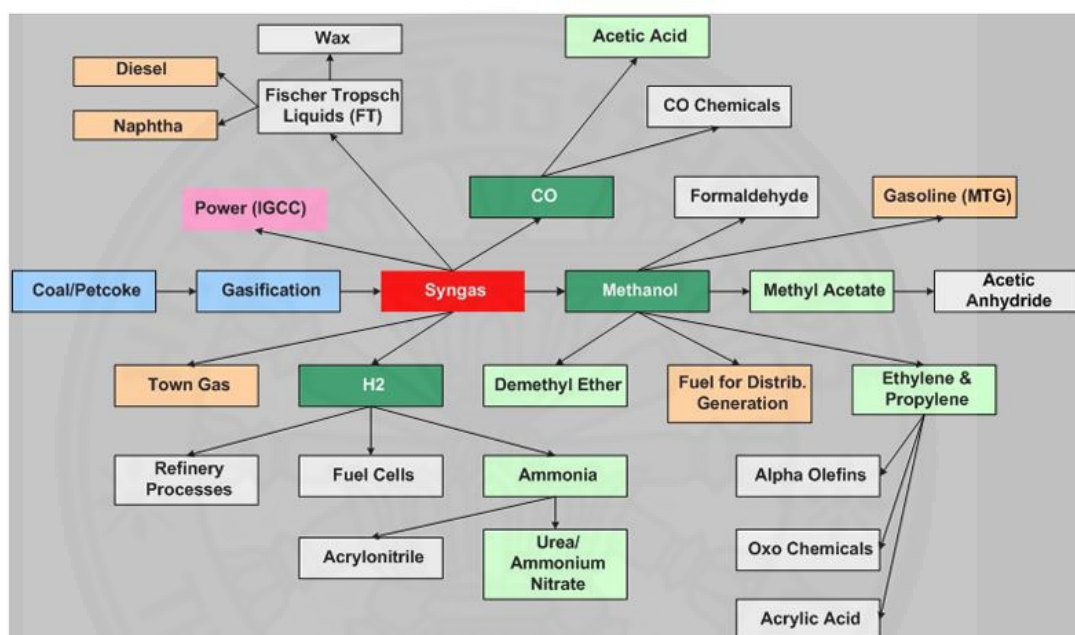 Wax
Acetic Acid
Diesel
Fischer Tropsch
Liquids (FT)
CO Chemicals
Naphtha
Power (IGCC)
CO
Formaldehyde
Gasoline (MTG)
Coal/Petcoke
Gasification
Syngas
Methanol
Methyl Acetate
Acetic
Anhydride
Town Gas
H2
Demethyl Ether
Fuel for Distrib.
Generation
Ethylene &
Propylene
Refinery
Processes
Fuel Cells
Ammonia
Alpha Olefins
Acrylonitrile
Urea/
Ammonium
Nitrate
Oxo Chemicals
Acrylic Acid